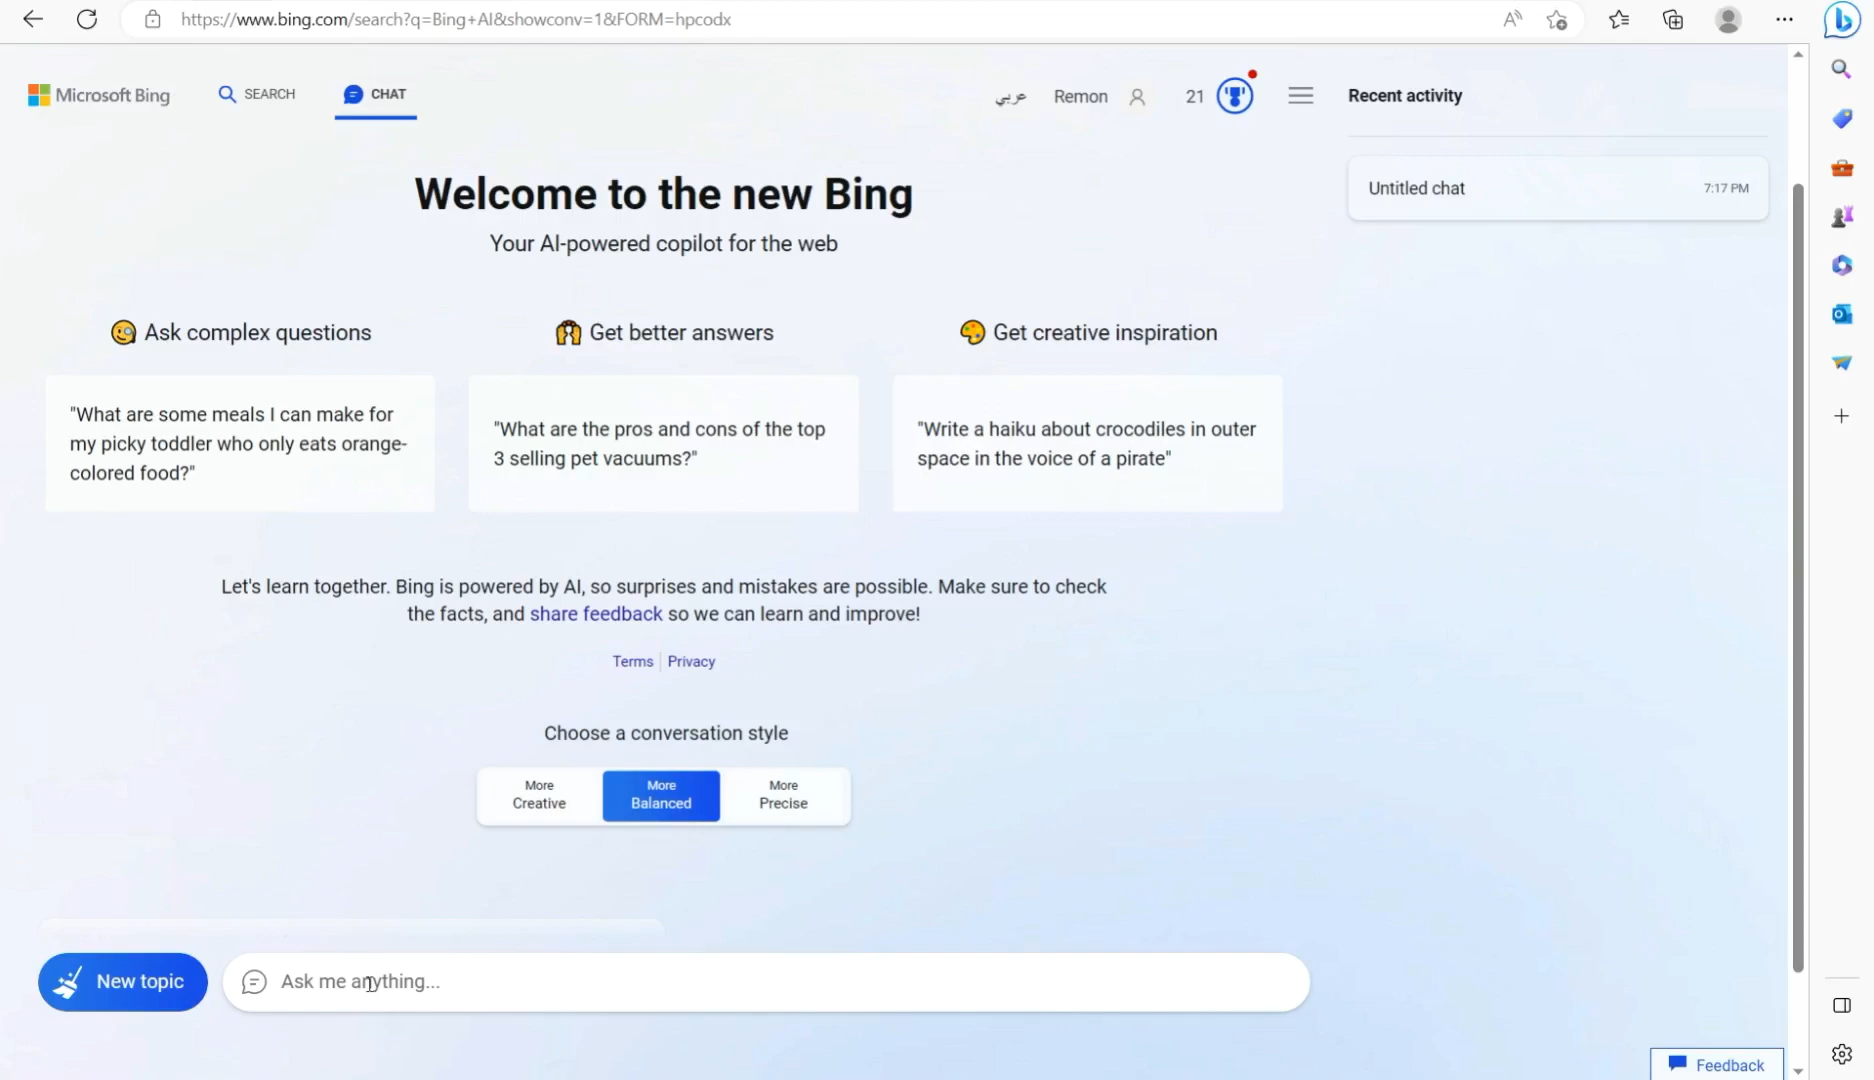 https://www.bing.com/search?q=Bing+AI&showconv=1&FORM=hpcodx
Microsoft Bing
SEARCH
CHAT
عربي
Remon
21
Recent activity
Untitled chat
7:17 PM
Welcome to the new Bing
Your AI-powered copilot for the web
Ask complex questions
Get better answers
Get creative inspiration
"What are some meals I can make for
my picky toddler who only eats orange-
colored food?"
"What are the pros and cons of the top
3 selling pet vacuums?"
"Write a haiku about crocodiles in outer
space in the voice of a pirate"
Let's learn together. Bing is powered by AI, so surprises and mistakes are possible. Make sure to check
the facts, and share feedback so we can learn and improve!
Terms
Privacy
Choose a conversation style
More
Creative
More
Balanced
More
Precise
New topic
Ask me anything...
Feedback